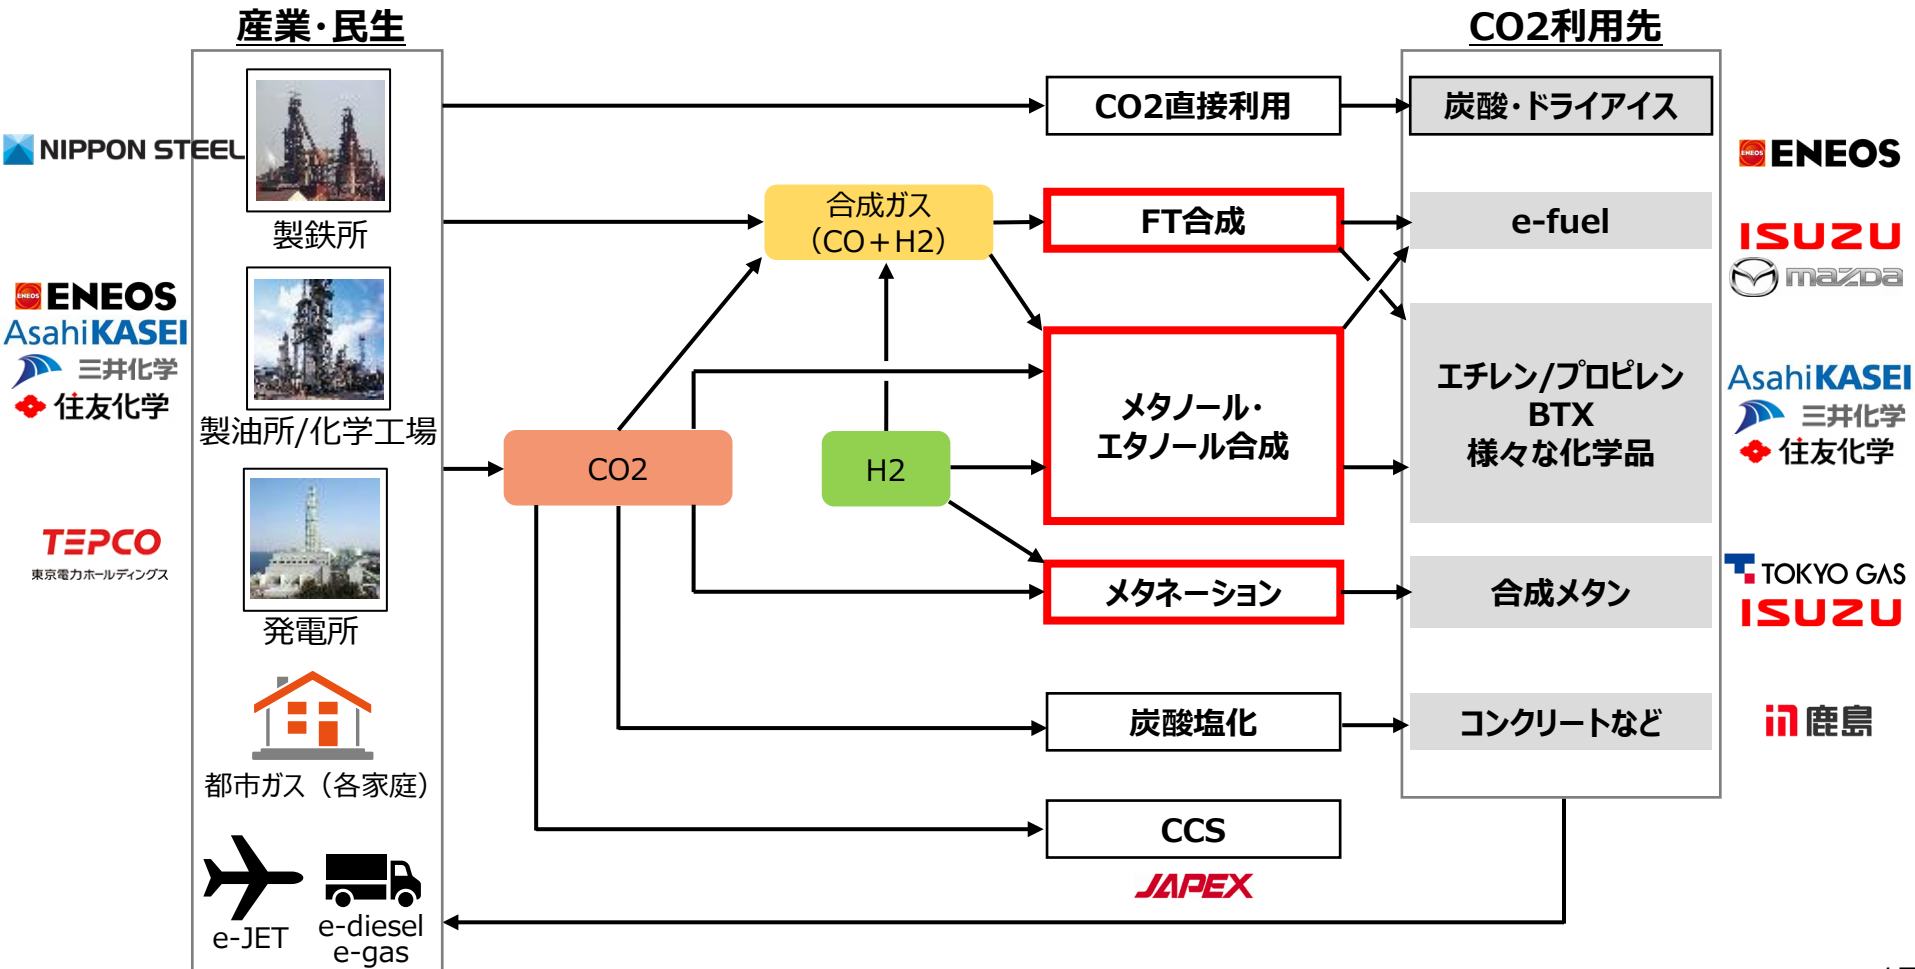 産業・民生
CO2利用先
NIPPON STEEL
製鉄所
ENEOS
ENEOS
AsahiKASEI
三井化学
住友化学
製油所/化学工場
TEPCO
東京電力ホールディングス
発電所
都市ガス（各家庭）
e-JET
e-diesel
e-gas
CO2
合成ガス
（CO＋H2）
H2
CO2直接利用
FT合成
メタノール・
エタノール合成
メタネーション
炭酸塩化
CCS
JAPEX
炭酸・ドライアイス
e-fuel
エチレン/プロピレン
BTX
様々な化学品
合成メタン
コンクリートなど
ENEOS
ENEOS
ISUZU
mazda
AsahiKASEI
三井化学
住友化学
TOKYO GAS
ISUZU
鹿島